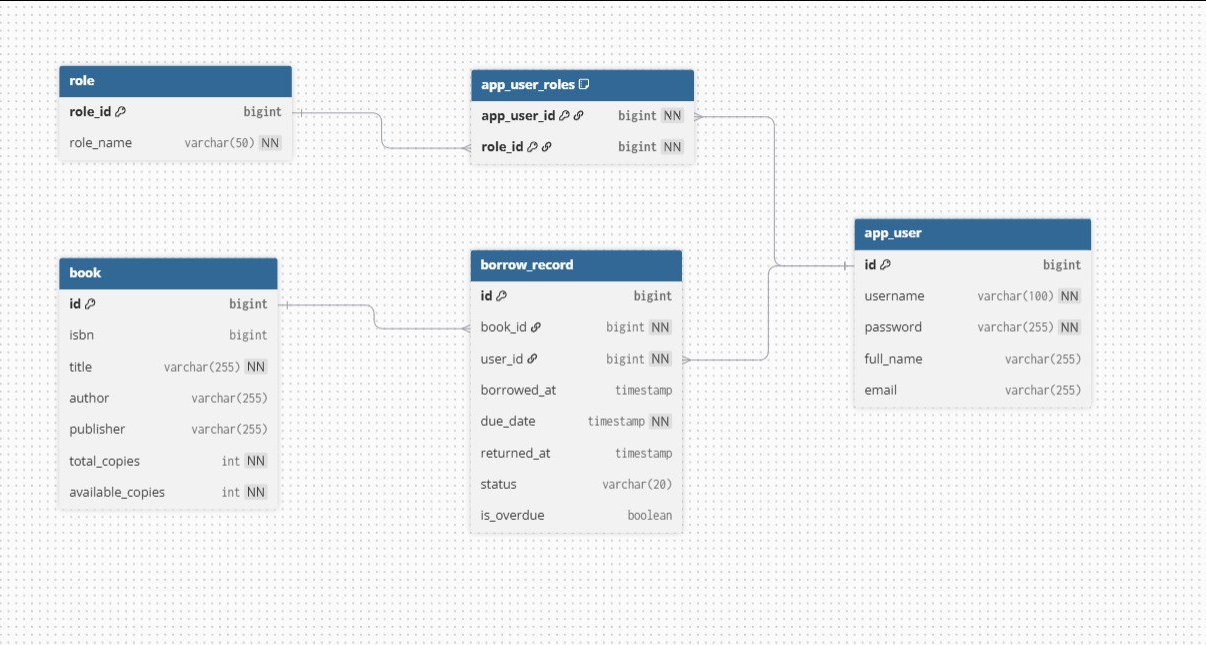 role
role_id bigint
role_name varchar(50) NN
app_user_roles
app_user_id bigint NN
role_id bigint NN
app_user
id bigint
username varchar(100) NN
password varchar(255) NN
full_name varchar(255)
email varchar(255)
book
id bigint
isbn bigint
title varchar(255) NN
author varchar(255)
publisher varchar(255)
total_copies int NN
available_copies int NN
borrow_record
id bigint
book_id bigint NN
user_id bigint NN
borrowed_at timestamp
due_date timestamp NN
returned_at timestamp
status varchar(20)
is_overdue boolean